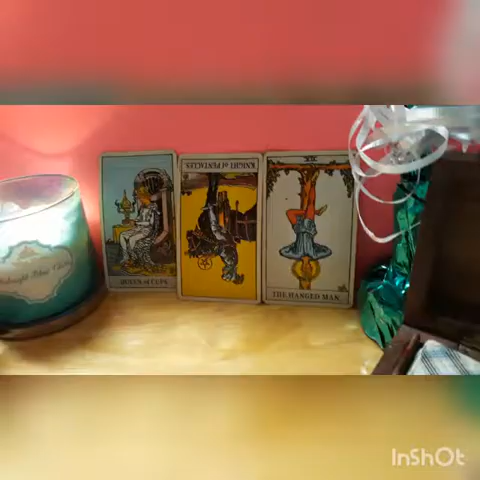 KNIGHT of PENTACLES
XII
QUEEN of CUPS
THE HANGED MAN.
InShOt